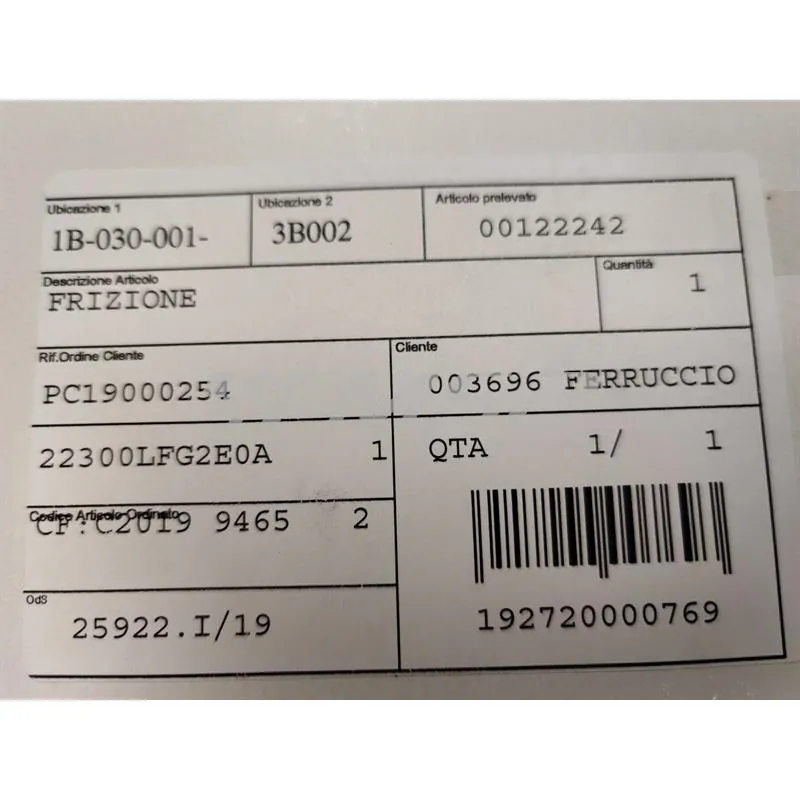 Ubicazione 1
1B-030-001-
Ubicazione 2
3B002
Articolo prelevato
00122242
Descrizione Articolo
FRIZIONE
Quantità
1
Rif.Ordine Cliente
PC19000254
Cliente
003696 FERRUCCIO
22300LFG2E0A 1
QTA 1/ 1
Codice Articolo Ordinato
CF:C2019 9465 2
OdS
25922.I/19
192720000769